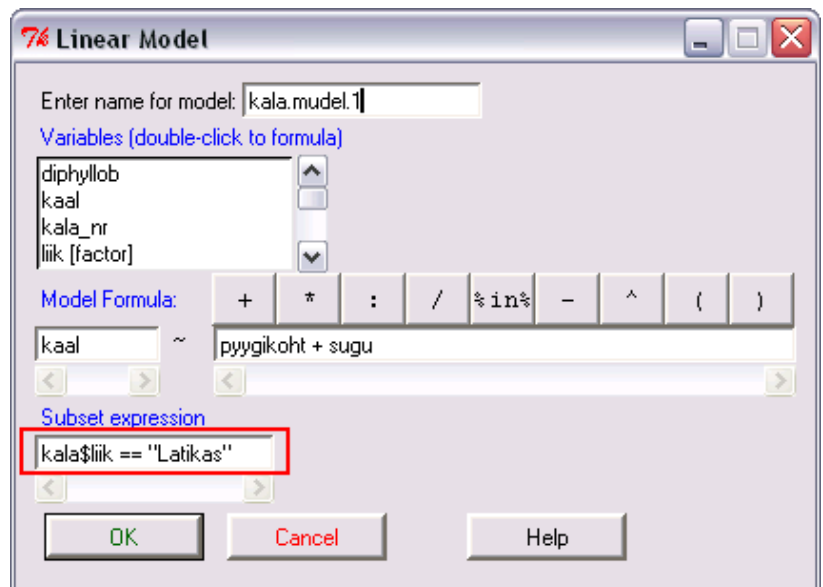 Linear Model
Enter name for model: kala.mudel.1
Variables (double-click to formula)
diphyllob
kaal
kala_nr
liik [factor]
Model Formula: + * : / %in% - ^ ( )
kaal ~ pyygikoht + sugu
Subset expression
kala$liik == "Latikas"
OK Cancel Help